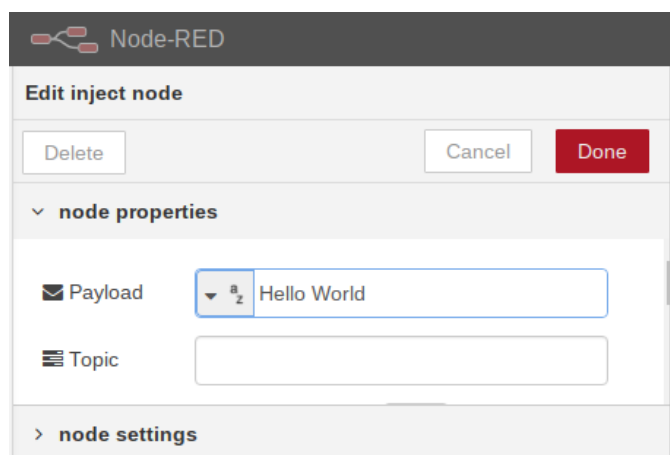 Node-RED
Edit inject node
Delete Cancel Done
node properties
Payload a z Hello World
Topic
node settings